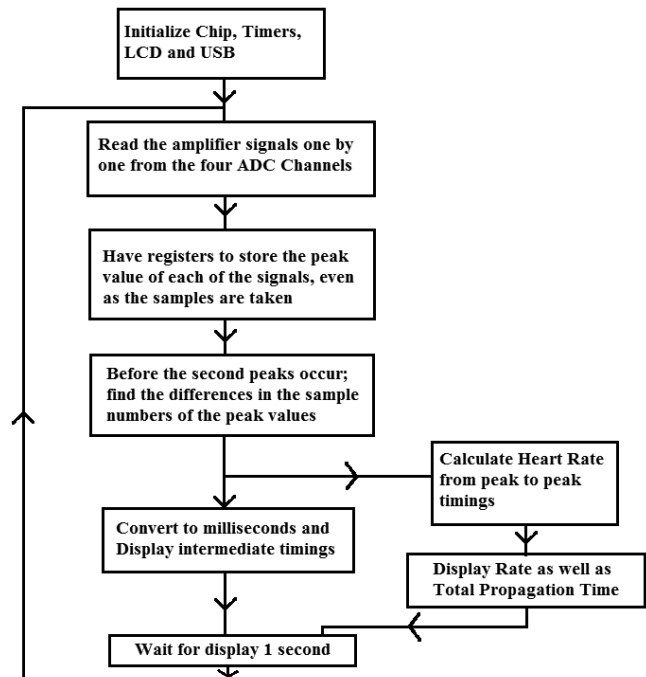 Initialize Chip, Timers,
LCD and USB
Read the amplifier signals one by
one from the four ADC Channels
Have registers to store the peak
value of each of the signals, even
as the samples are taken
Before the second peaks occur;
find the differences in the sample
numbers of the peak values
Calculate Heart Rate
from peak to peak
timings
Convert to milliseconds and
Display intermediate timings
Display Rate as well as
Total Propagation Time
Wait for display 1 second